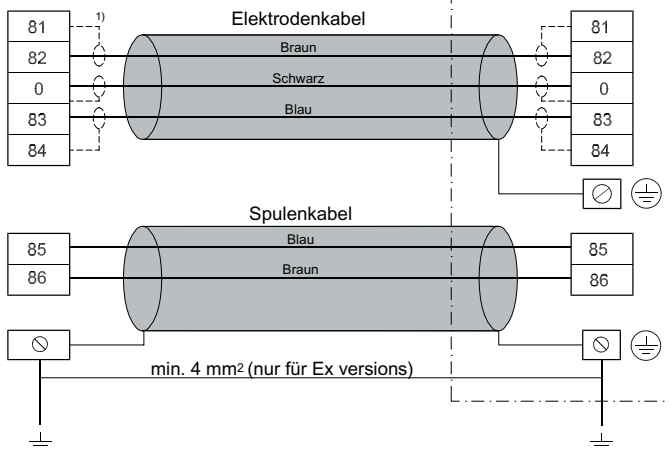 Elektrodenkabel
81
1)
81
Braun
82
82
Schwarz
0
0
Blau
83
83
84
84
Spulenkabel
Blau
85
85
Braun
86
86
min. 4 mm² (nur für Ex versions)